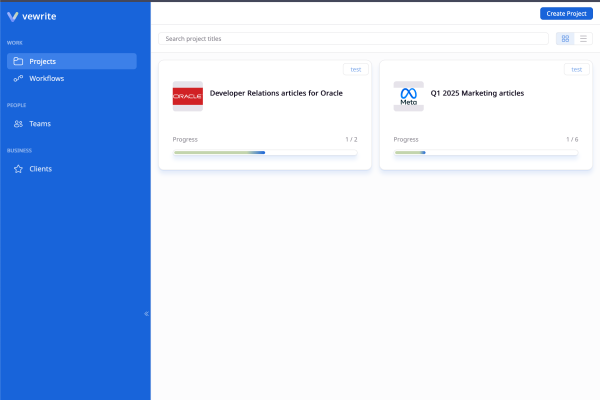 vewrite
Create Project
WORK
Projects
Workflows
PEOPLE
Teams
BUSINESS
Clients
«
Search project titles
test
ORACLE
Developer Relations articles for Oracle
Progress
1 / 2
test
Meta
Q1 2025 Marketing articles
Progress
1 / 6